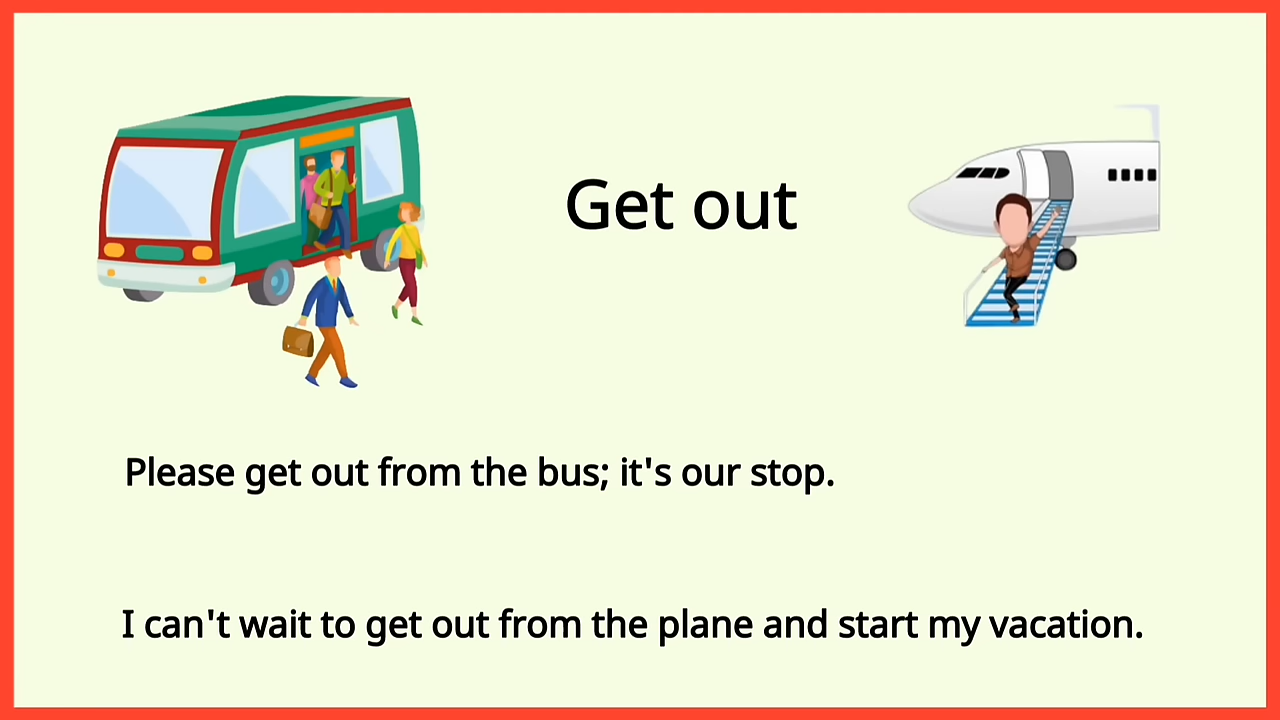 Get out
Please get out from the bus; it's our stop.
I can't wait to get out from the plane and start my vacation.